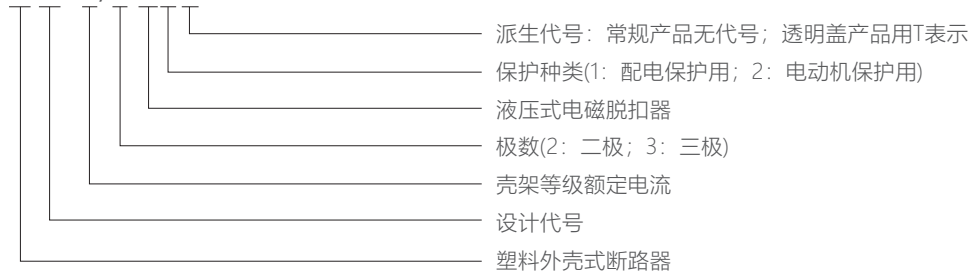 派生代号：常规产品无代号；透明盖产品用T表示
保护种类(1：配电保护用；2：电动机保护用)
液压式电磁脱扣器
极数(2：二极；3：三极)
壳架等级额定电流
设计代号
塑料外壳式断路器